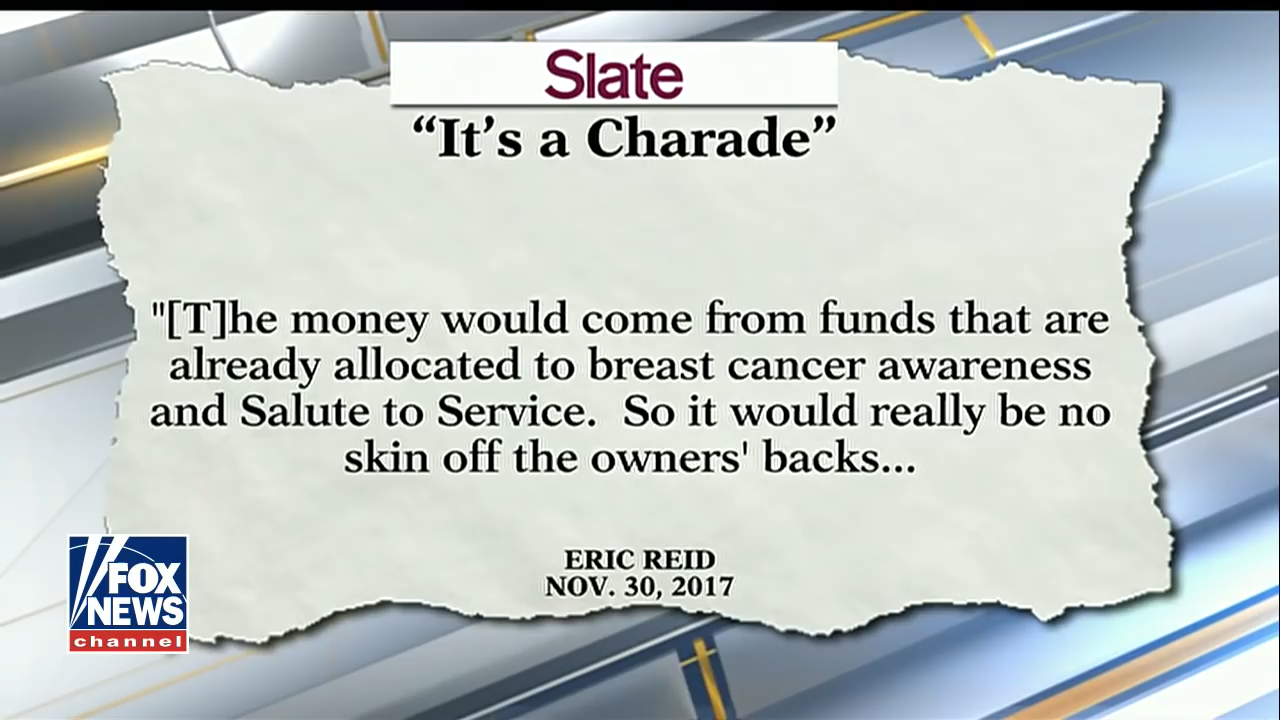 Slate
“It’s a Charade”
"[T]he money would come from funds that are
already allocated to breast cancer awareness
and Salute to Service.  So it would really be no
skin off the owners' backs...
ERIC REID
NOV. 30, 2017
FOX
NEWS
channel